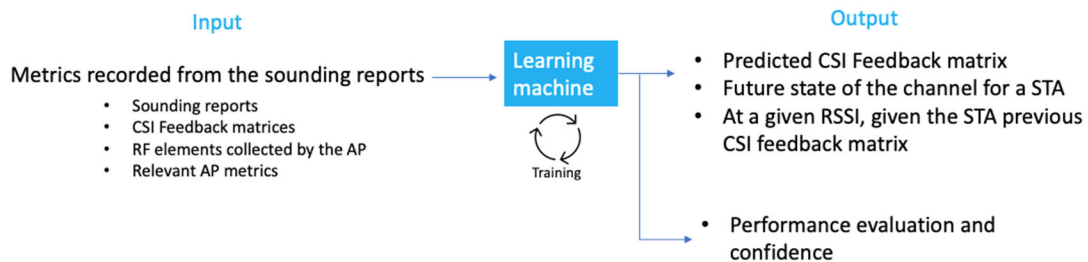 Input
Metrics recorded from the sounding reports
• Sounding reports
• CSI Feedback matrices
• RF elements collected by the AP
• Relevant AP metrics
Learning
machine
Training
Output
• Predicted CSI Feedback matrix
• Future state of the channel for a STA
• At a given RSSI, given the STA previous
CSI feedback matrix
• Performance evaluation and
confidence